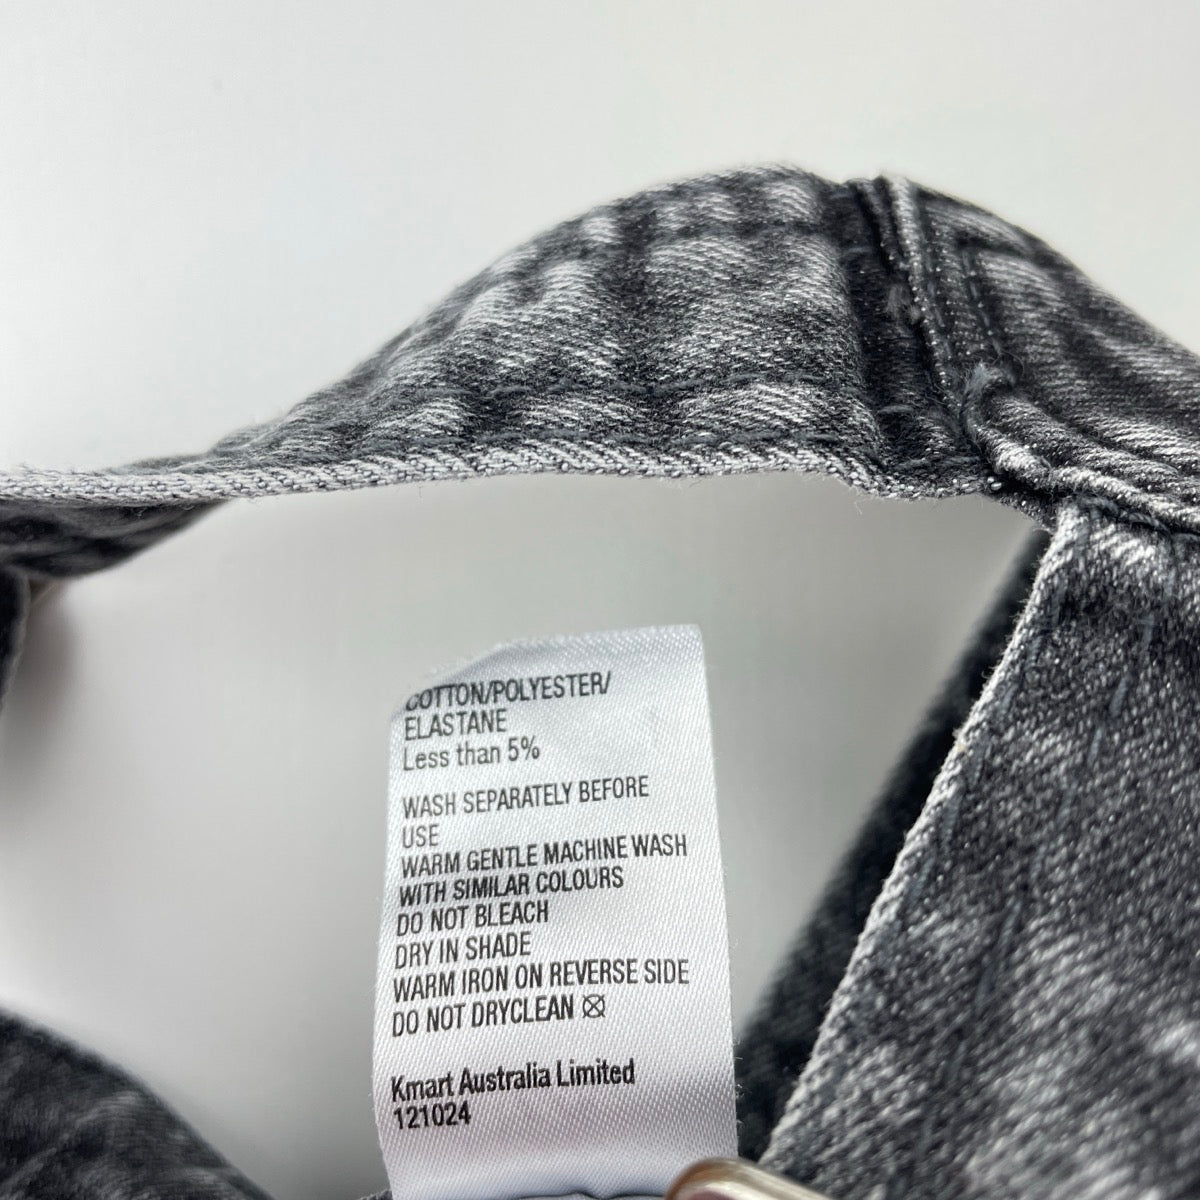 COTTON/POLYESTER/
ELASTANE
Less than 5%
WASH SEPARATELY BEFORE
USE
WARM GENTLE MACHINE WASH
WITH SIMILAR COLOURS
DO NOT BLEACH
DRY IN SHADE
WARM IRON ON REVERSE SIDE
DO NOT DRYCLEAN
Kmart Australia Limited
121024